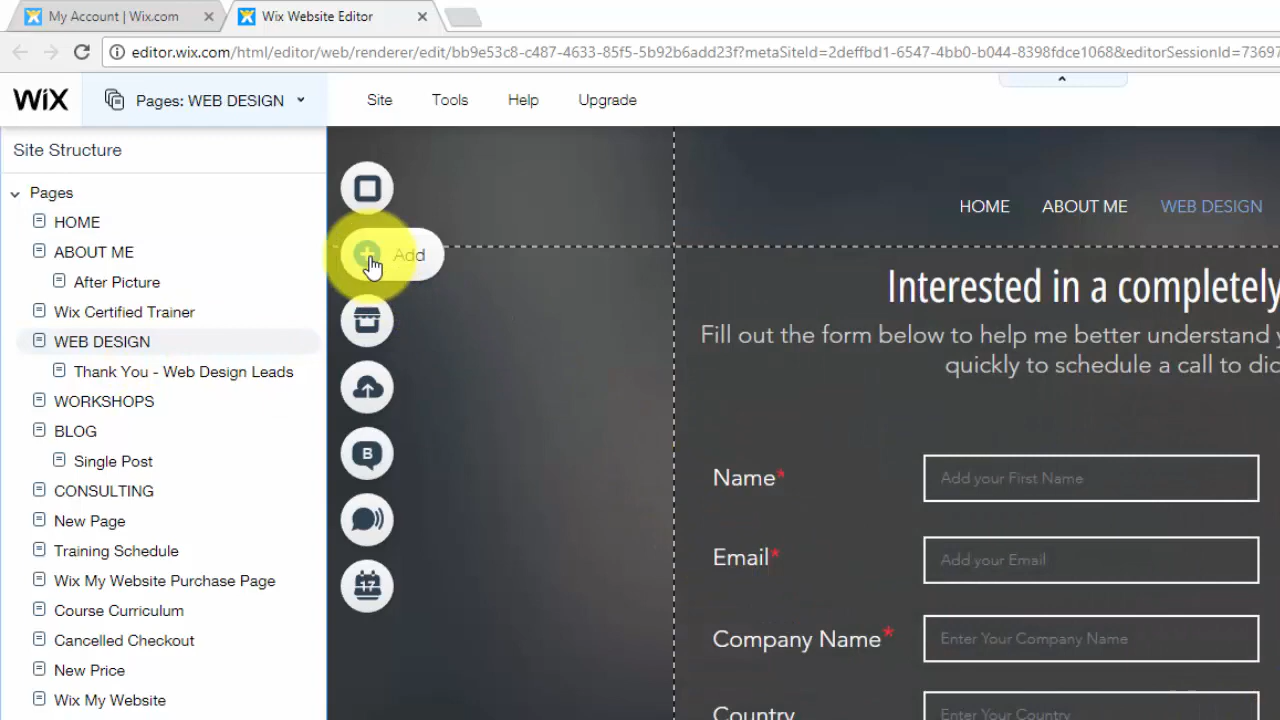 My Account | Wix.com
Wix Website Editor
editor.wix.com/html/editor/web/renderer/edit/bb9e53c8-c487-4633-85f5-5b92b6add23f?metaSiteId=2deffbd1-6547-4bb0-b044-8398fdce1068&editorSessionId=73697
WiX
Pages: WEB DESIGN
Site
Tools
Help
Upgrade
Site Structure
Pages
HOME
ABOUT ME
After Picture
Wix Certified Trainer
WEB DESIGN
Thank You - Web Design Leads
WORKSHOPS
BLOG
Single Post
CONSULTING
New Page
Training Schedule
Wix My Website Purchase Page
Course Curriculum
Cancelled Checkout
New Price
Wix My Website
Add
B
17
HOME ABOUT ME WEB DESIGN
Interested in a completely
Fill out the form below to help me better understand y
quickly to schedule a call to dic
Name*
Add your First Name
Email*
Add your Email
Company Name*
Enter Your Company Name
Country
Enter Your Country